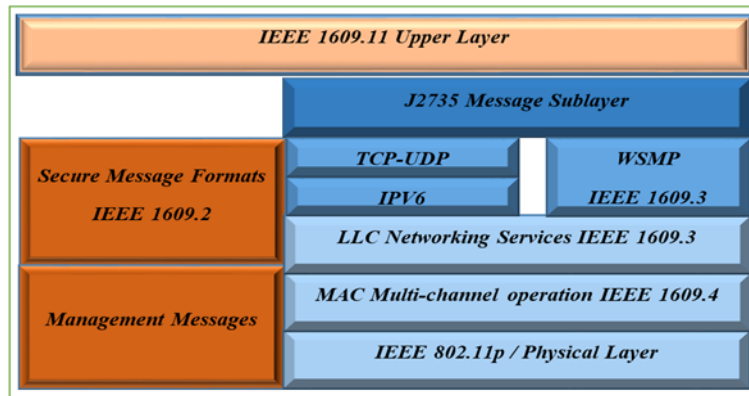 IEEE 1609.11 Upper Layer
J2735 Message Sublayer
Secure Message Formats
IEEE 1609.2
TCP-UDP
IPV6
WSMP
IEEE 1609.3
LLC Networking Services IEEE 1609.3
Management Messages
MAC Multi-channel operation IEEE 1609.4
IEEE 802.11p / Physical Layer